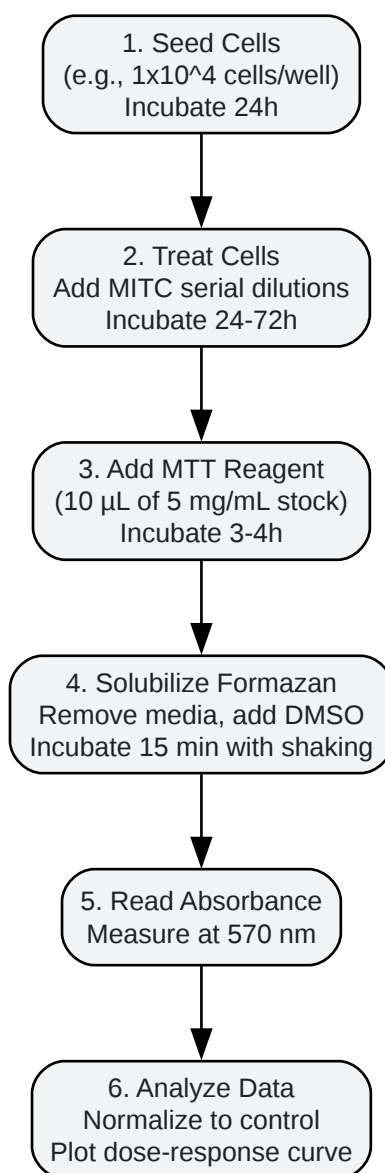 1. Seed Cells
(e.g., 1x10^4 cells/well)
Incubate 24h
2. Treat Cells
Add MITC serial dilutions
Incubate 24-72h
3. Add MTT Reagent
(10 µL of 5 mg/mL stock)
Incubate 3-4h
4. Solubilize Formazan
Remove media, add DMSO
Incubate 15 min with shaking
5. Read Absorbance
Measure at 570 nm
6. Analyze Data
Normalize to control
Plot dose-response curve